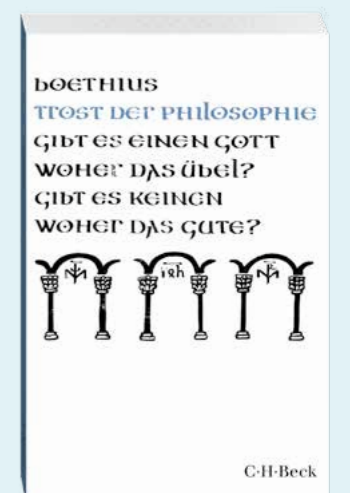 bOETHIUS
TROST DER PHILOSOPHIE
GIBT ES EINEN GOTT
WOHER DAS ÜBEL?
GIBT ES KEINEN
WOHER DAS GUTE?
C·H·Beck